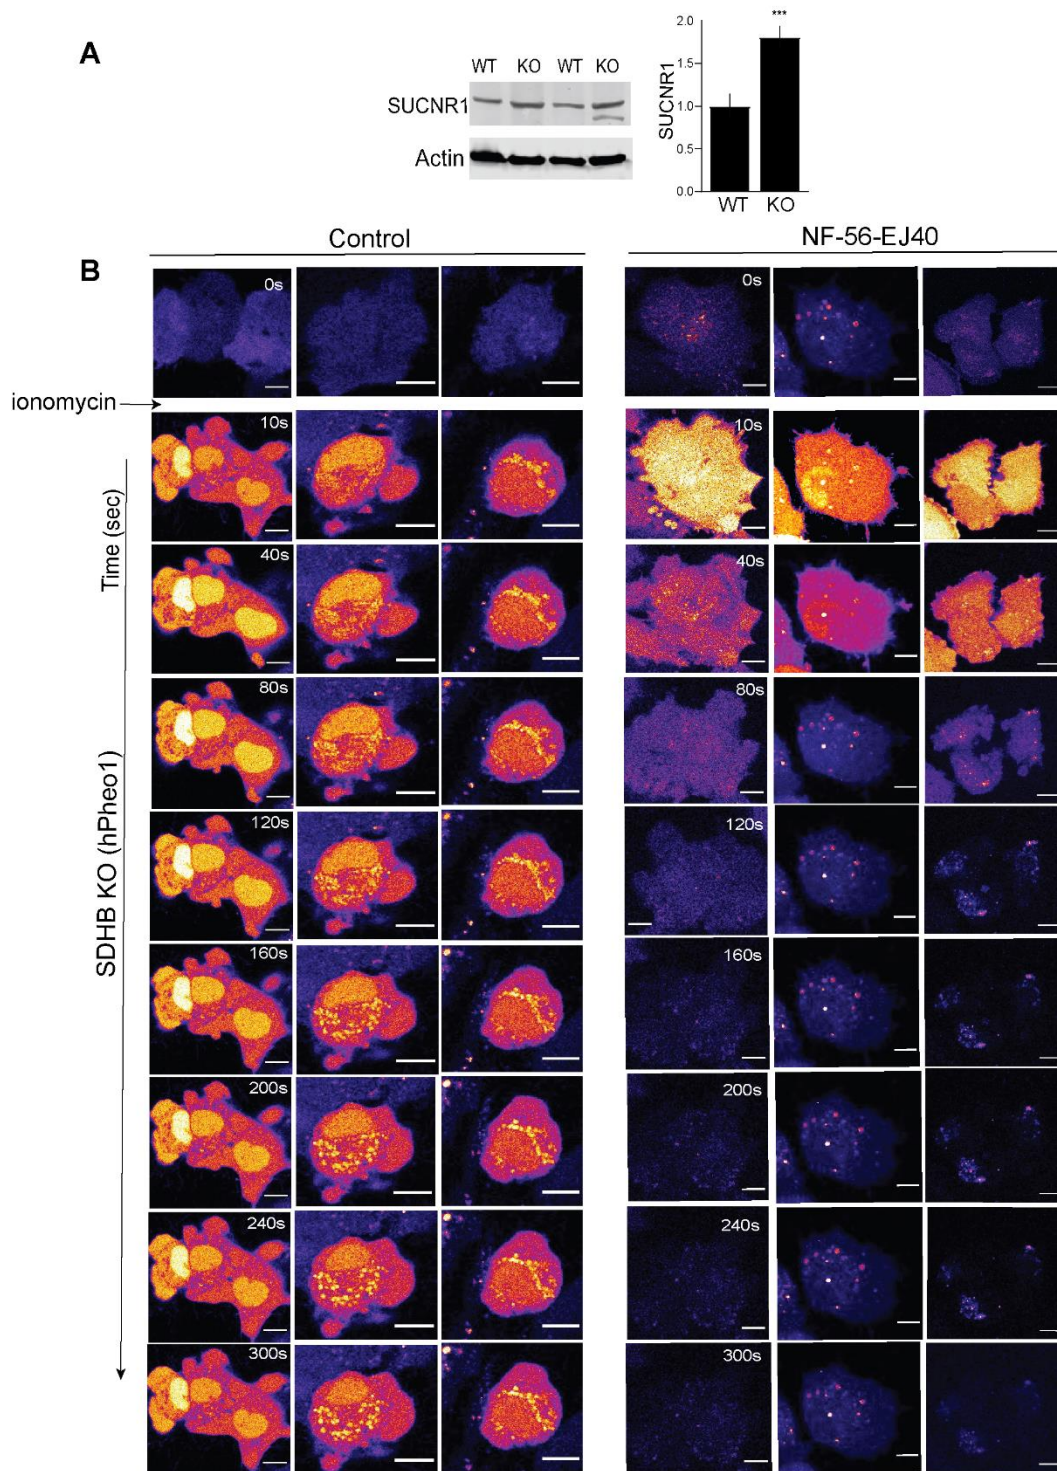 A
WT KO WT KO
SUCNR1
Actin
***
SUCNR1
2.0
1.0
0.5
0.0
WT KO
Control
NF-56-EJ40
B
0s
0s
ionomycin
10s
10s
Time (sec)
40s
40s
80s
80s
SDHB KO (hPheo1)
120s
120s
160s
160s
200s
200s
240s
240s
300s
300s